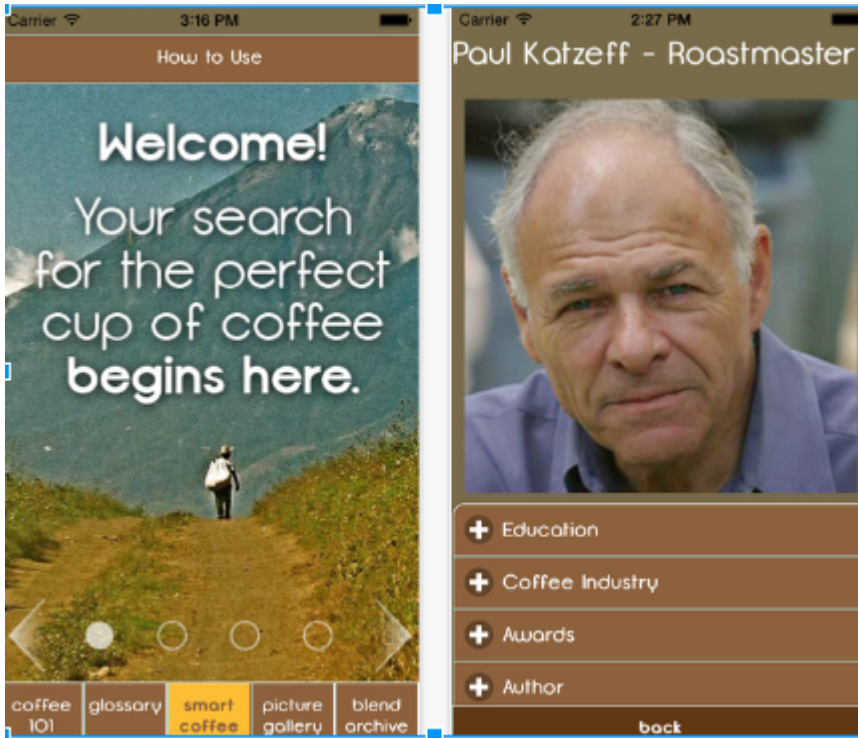 Carrier 3:16 PM
How to Use
Welcome!
Your search
for the perfect
cup of coffee
begins here.
coffee
101
glossary
smart
coffee
picture
gallery
blend
archive
Carrier 2:27 PM
Paul Katzeff - Roastmaster
Education
Coffee Industry
Awards
Author
back